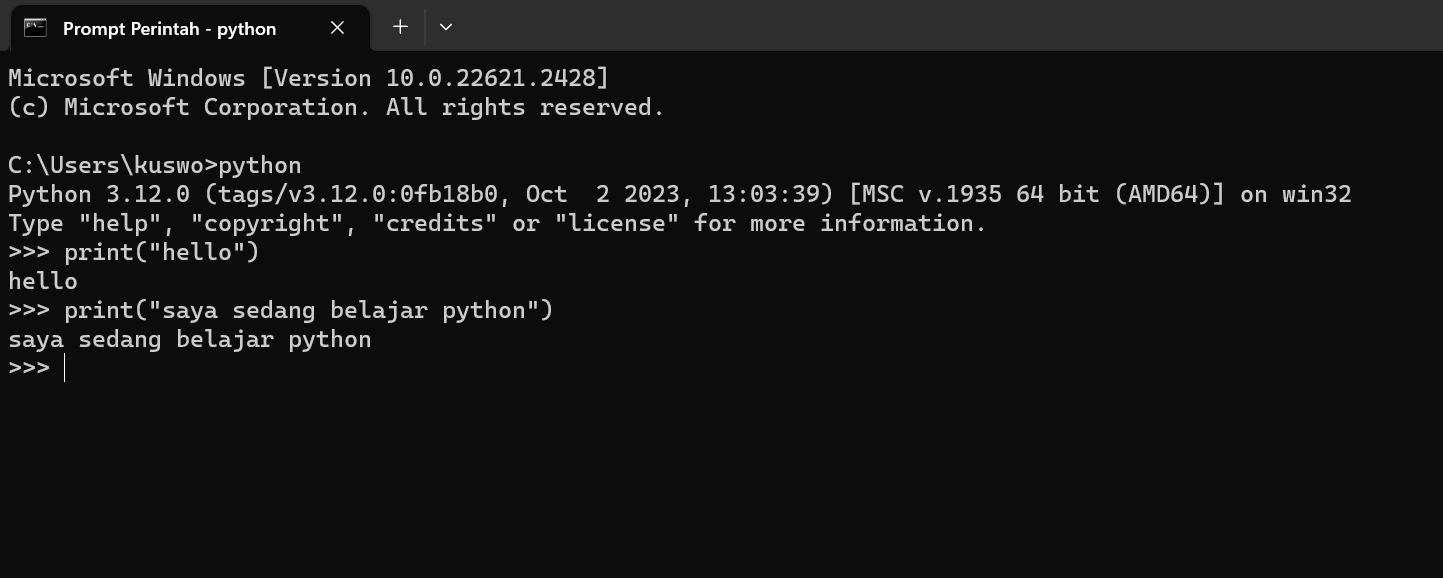 Prompt Perintah - python
Microsoft Windows [Version 10.0.22621.2428]
(c) Microsoft Corporation. All rights reserved.
C:\Users\kuswo>python
Python 3.12.0 (tags/v3.12.0:0fb18b0, Oct  2 2023, 13:03:39) [MSC v.1935 64 bit (AMD64)] on win32
Type "help", "copyright", "credits" or "license" for more information.
>>> print("hello")
hello
>>> print("saya sedang belajar python")
saya sedang belajar python
>>>